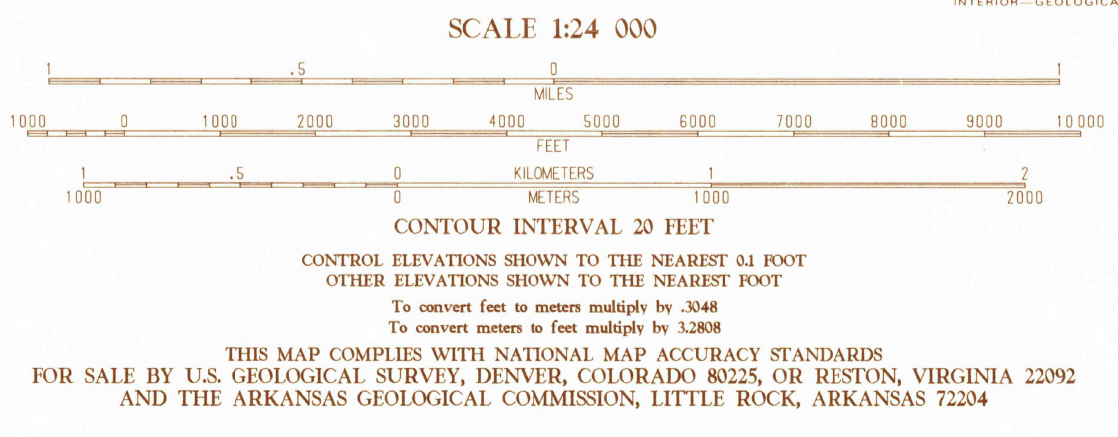 INTERIOR—GEOLOGICA
SCALE 1:24 000
1 .5 0 1
MILES
1000 0 1000 2000 3000 4000 5000 6000 7000 8000 9000 10 000
FEET
1 .5 0 KILOMETERS 1 2
1000 0 METERS 1000 2000
CONTOUR INTERVAL 20 FEET
CONTROL ELEVATIONS SHOWN TO THE NEAREST 0.1 FOOT
OTHER ELEVATIONS SHOWN TO THE NEAREST FOOT
To convert feet to meters multiply by .3048
To convert meters to feet multiply by 3.2808
THIS MAP COMPLIES WITH NATIONAL MAP ACCURACY STANDARDS
FOR SALE BY U.S. GEOLOGICAL SURVEY, DENVER, COLORADO 80225, OR RESTON, VIRGINIA 22092
AND THE ARKANSAS GEOLOGICAL COMMISSION, LITTLE ROCK, ARKANSAS 72204